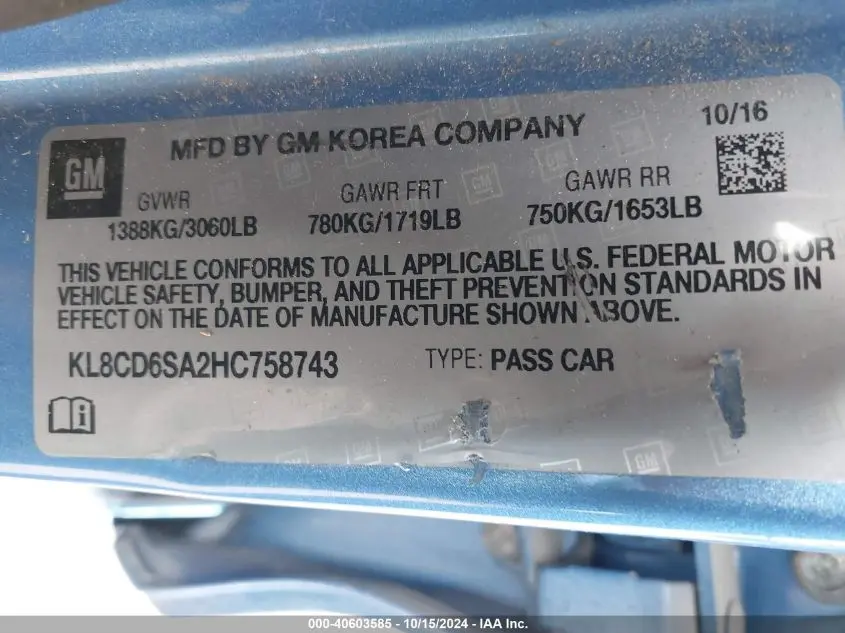 MFD BY GM KOREA COMPANY
10/16
GM
GVWR
GAWR FRT
GAWR RR
1388KG/3060LB
780KG/1719LB
750KG/1653LB
THIS VEHICLE CONFORMS TO ALL APPLICABLE U.S. FEDERAL MOTOR
VEHICLE SAFETY, BUMPER, AND THEFT PREVENTION STANDARDS IN
EFFECT ON THE DATE OF MANUFACTURE SHOWN ABOVE.
KL8CD6SA2HC758743
TYPE: PASS CAR
GM
000-40603585 - 10/15/2024 - IAA Inc.